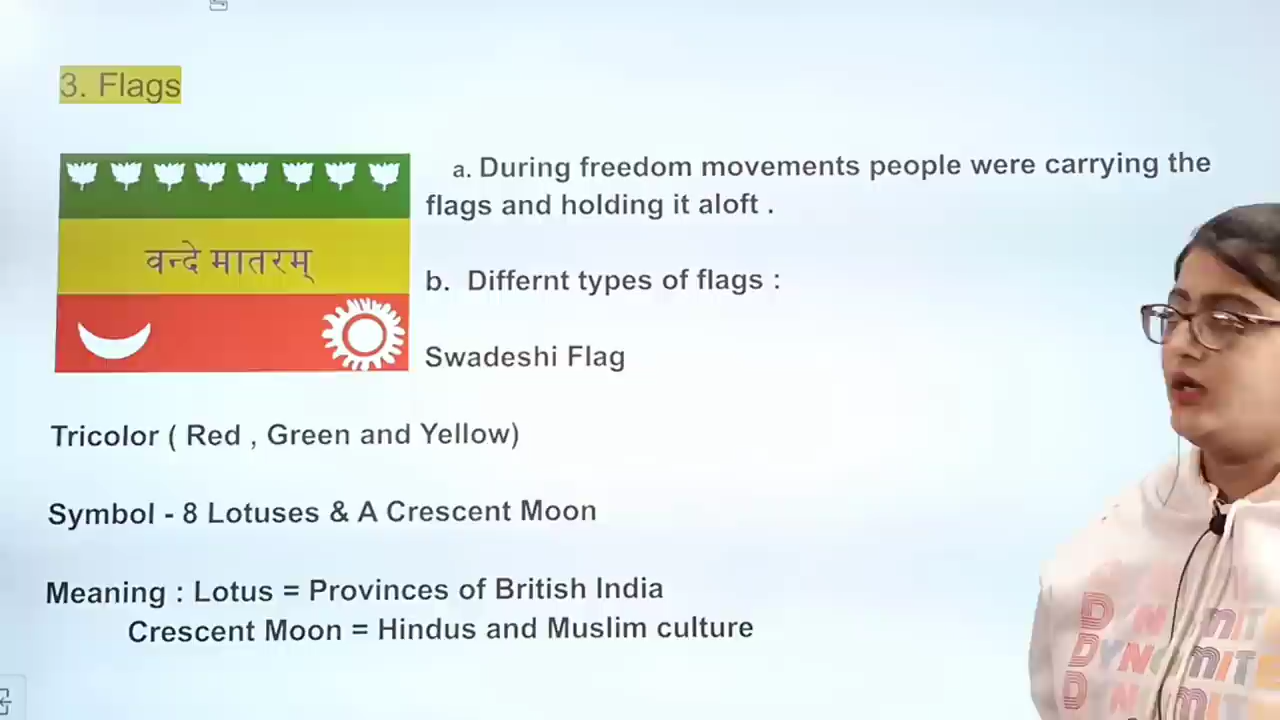 3. Flags
a. During freedom movements people were carrying the
flags and holding it aloft .
वन्दे मातरम्
b. Differnt types of flags :
Swadeshi Flag
Tricolor ( Red , Green and Yellow)
Symbol - 8 Lotuses & A Crescent Moon
Meaning : Lotus = Provinces of British India
Crescent Moon = Hindus and Muslim culture
DYNAMITE